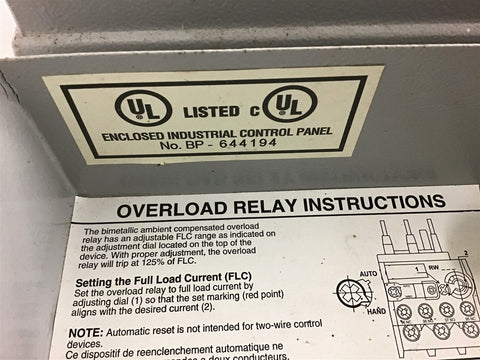 UL LISTED C UL
ENCLOSED INDUSTRIAL CONTROL PANEL
No. BP - 644194
OVERLOAD RELAY INSTRUCTIONS
The bimetallic ambient compensated overload
relay has an adjustable FLC range as indicated on
the adjustment dial located on the top of the
device. With proper adjustment, the overload
relay will trip at 125% of FLC.
Setting the Full Load Current (FLC)
Set the overload relay to full load current by
adjusting dial (1) so that the set marking (red point)
aligns with the desired current (2).
AUTO
HAND
1
RW
2
NOTE: Automatic reset is not intended for two-wire control
devices.
Ce dispositif de reenclenchement automatique ne
a deux conducteurs.